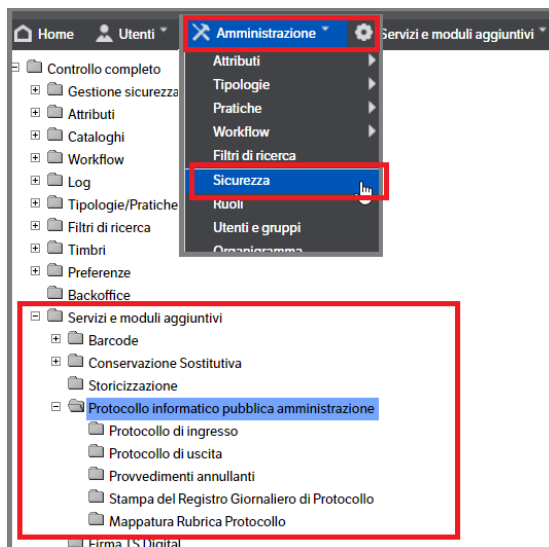 Home Utenti Amministrazione Servizi e moduli aggiuntivi
Attributi
Tipologie
Pratiche
Workflow
Filtri di ricerca
Sicurezza
Ruoli
Utenti e gruppi
Organigramma
Controllo completo
Gestione sicurezza
Attributi
Cataloghi
Workflow
Log
Tipologie/Pratiche
Filtri di ricerca
Timbri
Preferenze
Backoffice
Servizi e moduli aggiuntivi
Barcode
Conservazione Sostitutiva
Storicizzazione
Protocollo informatico pubblica amministrazione
Protocollo di ingresso
Protocollo di uscita
Provvedimenti annullanti
Stampa del Registro Giornaliero di Protocollo
Mappatura Rubrica Protocollo
Firma TS Digital